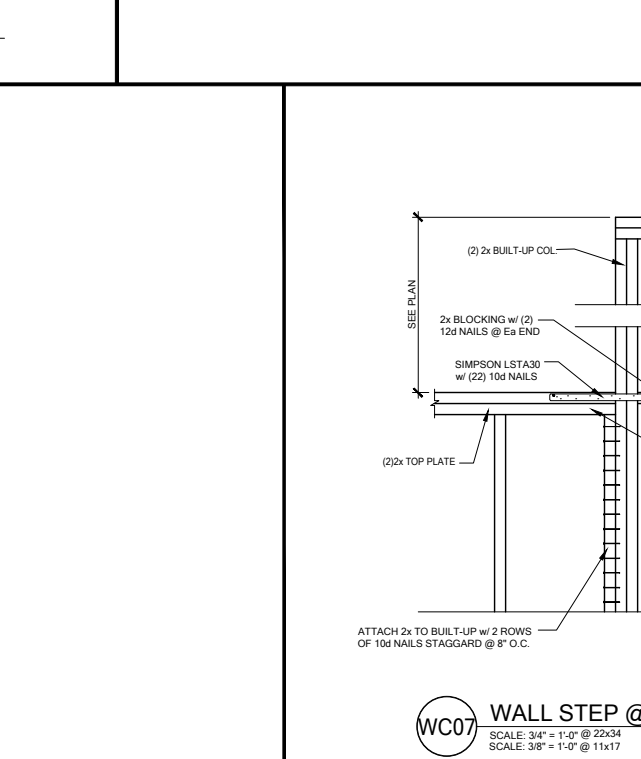 (2) 2x BUILT-UP COL.
SEE PLAN
2x BLOCKING w/ (2)
12d NAILS @ Ea END
SIMPSON LSTA30
w/ (22) 10d NAILS
(2)2x TOP PLATE
ATTACH 2x TO BUILT-UP w/ 2 ROWS
OF 10d NAILS STAGGARD @ 8" O.C.
WC07
WALL STEP @
SCALE: 3/4" = 1'-0" @ 22x34
SCALE: 3/8" = 1'-0" @ 11x17